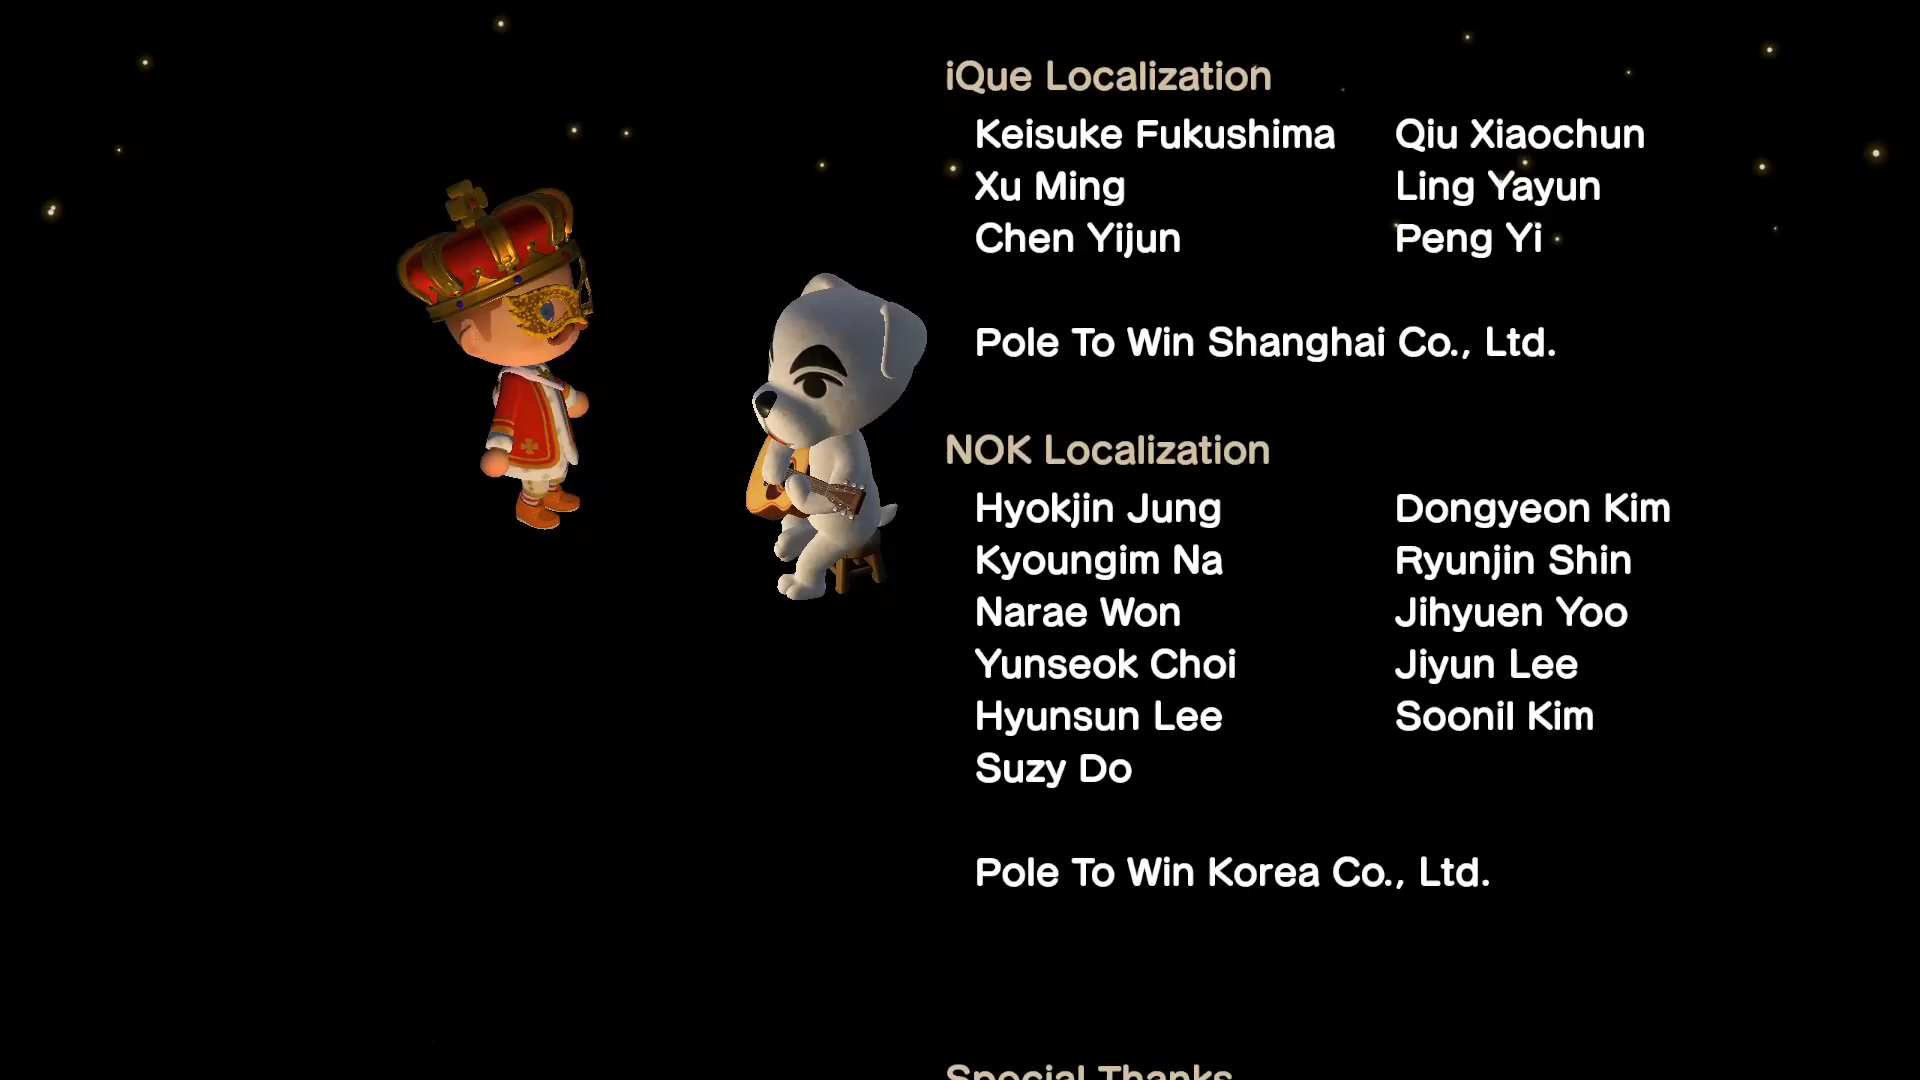 iQue Localization
Keisuke Fukushima Qiu Xiaochun
Xu Ming Ling Yayun
Chen Yijun Peng Yi
Pole To Win Shanghai Co., Ltd.
NOK Localization
Hyokjin Jung Dongyeon Kim
Kyoungim Na Ryunjin Shin
Narae Won Jihyuen Yoo
Yunseok Choi Jiyun Lee
Hyunsun Lee Soonil Kim
Suzy Do
Pole To Win Korea Co., Ltd.
Special Thanks